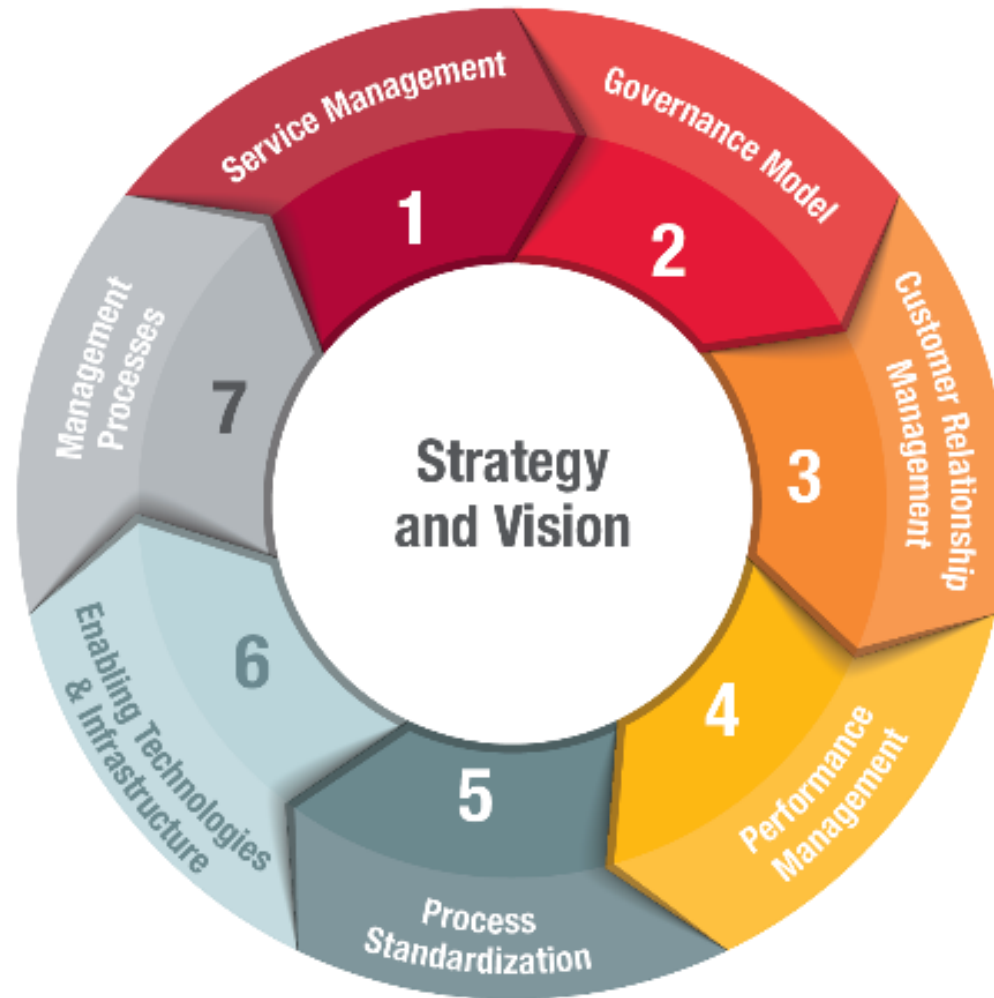 Service Management
1
Governance Model
2
Customer Relationship
Management
3
Performance
Management
4
Process
Standardization
5
Enabling Technologies
& Infrastructure
6
Management
Processes
7
Strategy
and Vision